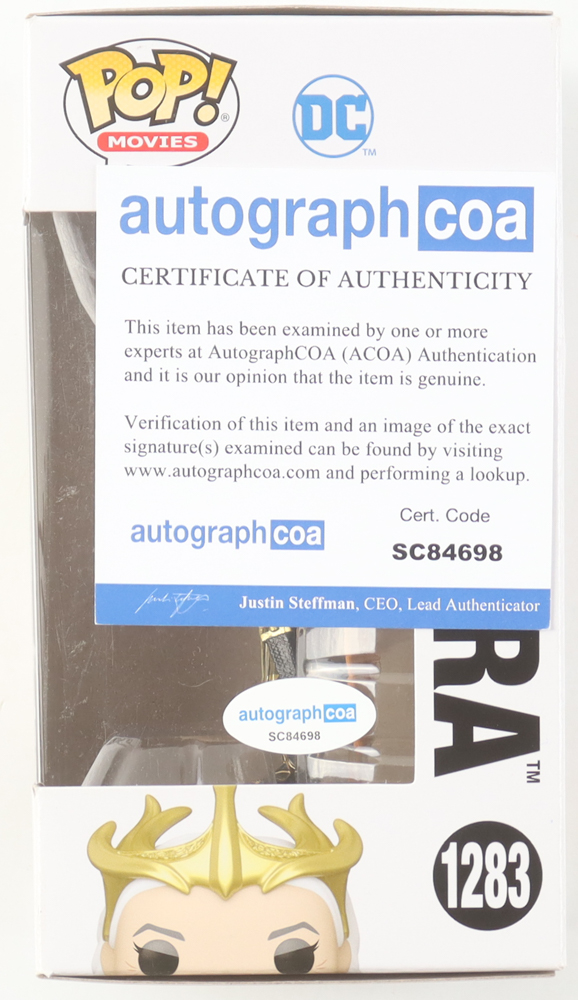 POP!
MOVIES
®
DC
TM
autographcoa
CERTIFICATE OF AUTHENTICITY
This item has been examined by one or more
experts at AutographCOA (ACOA) Authentication
and it is our opinion that the item is genuine.
Verification of this item and an image of the exact
signature(s) examined can be found by visiting
www.autographcoa.com and performing a lookup.
autographcoa
Cert. Code
SC84698
Justin Steffman, CEO, Lead Authenticator
RA™
autographcoa
SC84698
1283